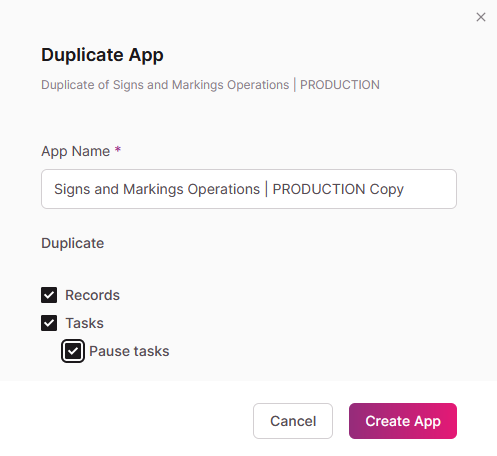 Duplicate App
Duplicate of Signs and Markings Operations | PRODUCTION
App Name *
Signs and Markings Operations | PRODUCTION Copy
Duplicate
Records
Tasks
Pause tasks
Cancel
Create App